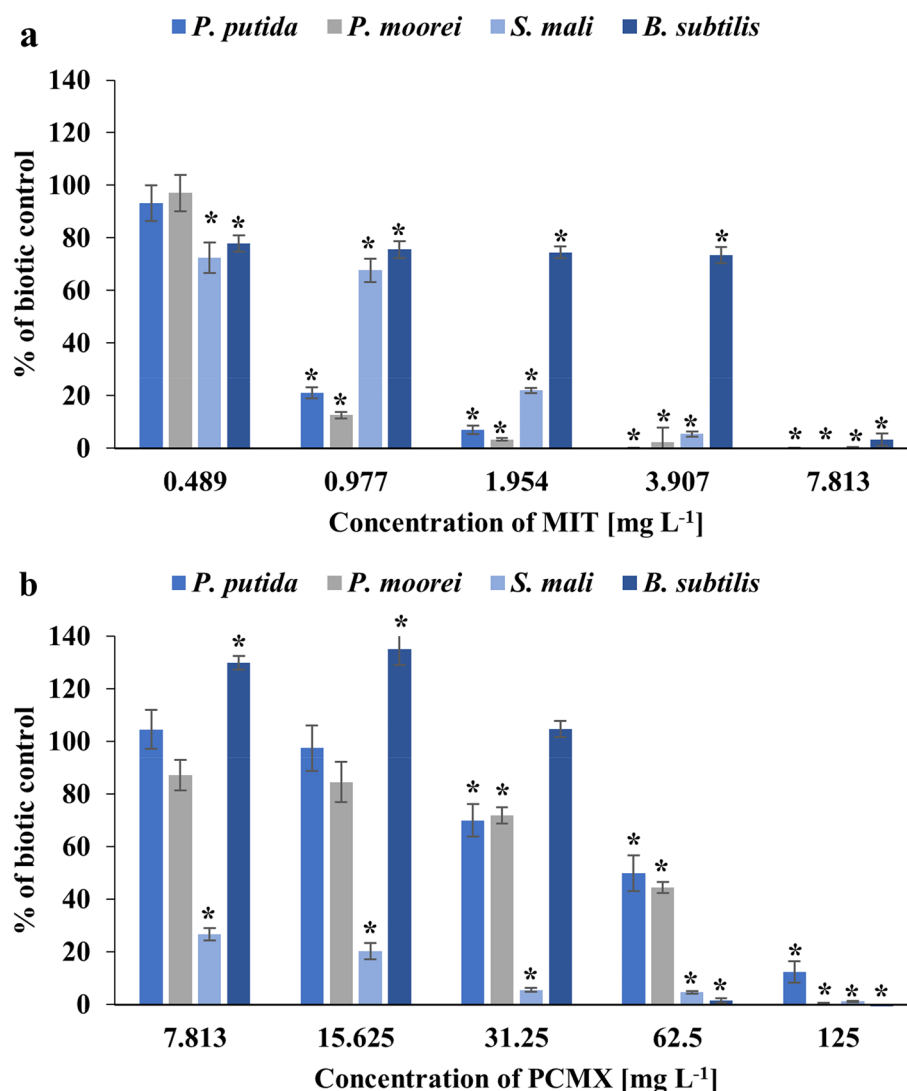 a
P. putida P. moorei S. mali B. subtilis
140
120
100
80
60
40
20
0
% of biotic control
* *
* * * *
* * * *
* * * *
* * * *
0.489 0.977 1.954 3.907 7.813
Concentration of MIT [mg L⁻¹]
b
P. putida P. moorei S. mali B. subtilis
140
120
100
80
60
40
20
0
% of biotic control
* *
* *
* * *
* * * *
* * * *
7.813 15.625 31.25 62.5 125
Concentration of PCMX [mg L⁻¹]